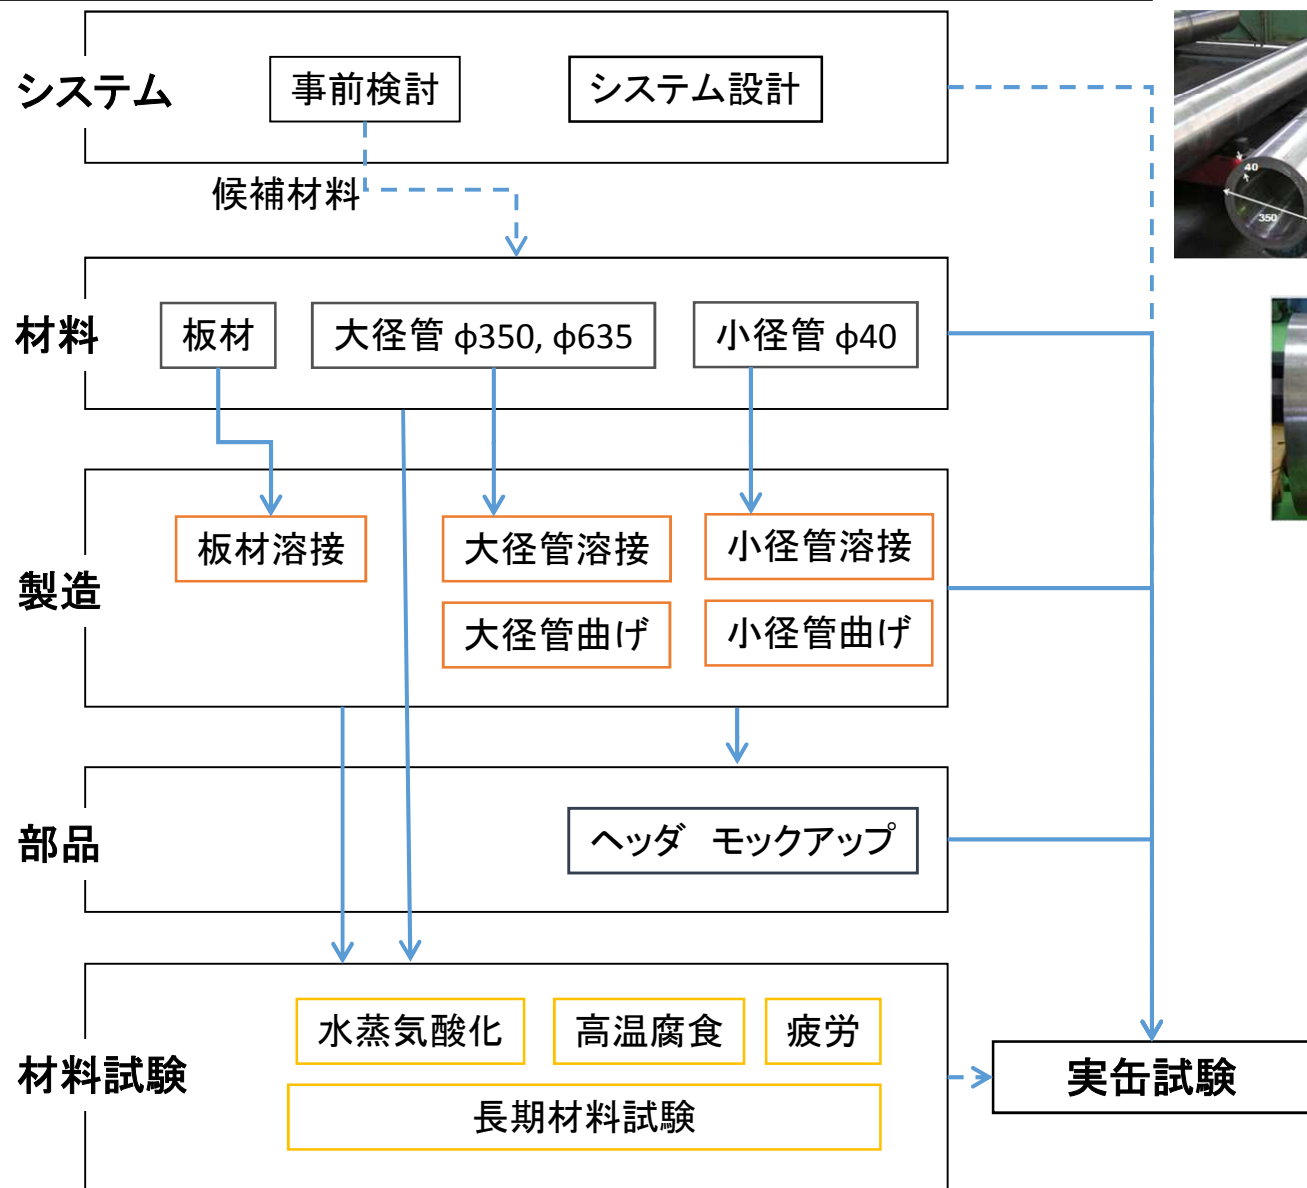 システム
事前検討
システム設計
候補材料
材料
板材
大径管 φ350, φ635
小径管 φ40
製造
板材溶接
大径管溶接
小径管溶接
大径管曲げ
小径管曲げ
部品
ヘッダ　モックアップ
材料試験
水蒸気酸化
高温腐食
疲労
長期材料試験
実缶試験
40
350